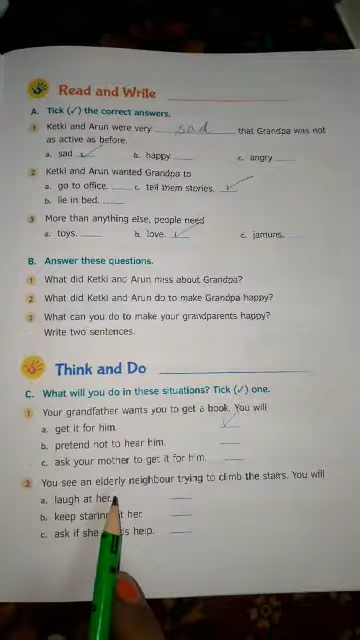 Read and Write
A. Tick (✓) the correct answers.
1 Ketki and Arun were very sad that Grandpa was not
as active as before.
a. sad ✓ b. happy c. angry
2 Ketki and Arun wanted Grandpa to
a. go to office. c. tell them stories. ✓
b. lie in bed.
3 More than anything else, people need
a. toys. b. love. ✓ c. jamuns.
B. Answer these questions.
1 What did Ketki and Arun miss about Grandpa?
2 What did Ketki and Arun do to make Grandpa happy?
3 What can you do to make your grandparents happy?
Write two sentences.
Think and Do
C. What will you do in these situations? Tick (✓) one.
1 Your grandfather wants you to get a book. You will
a. get it for him. ✓
b. pretend not to hear him.
c. ask your mother to get it for him.
2 You see an elderly neighbour trying to climb the stairs. You will
a. laugh at her.
b. keep staring at her.
c. ask if she help.